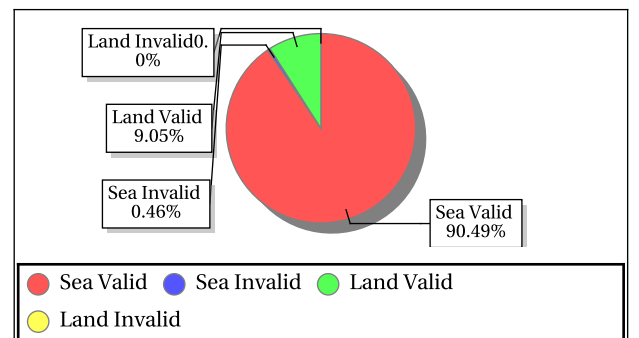 Land Invalid0.
0%
Land Valid
9.05%
Sea Invalid
0.46%
Sea Valid
90.49%
Sea Valid Sea Invalid Land Valid
Land Invalid